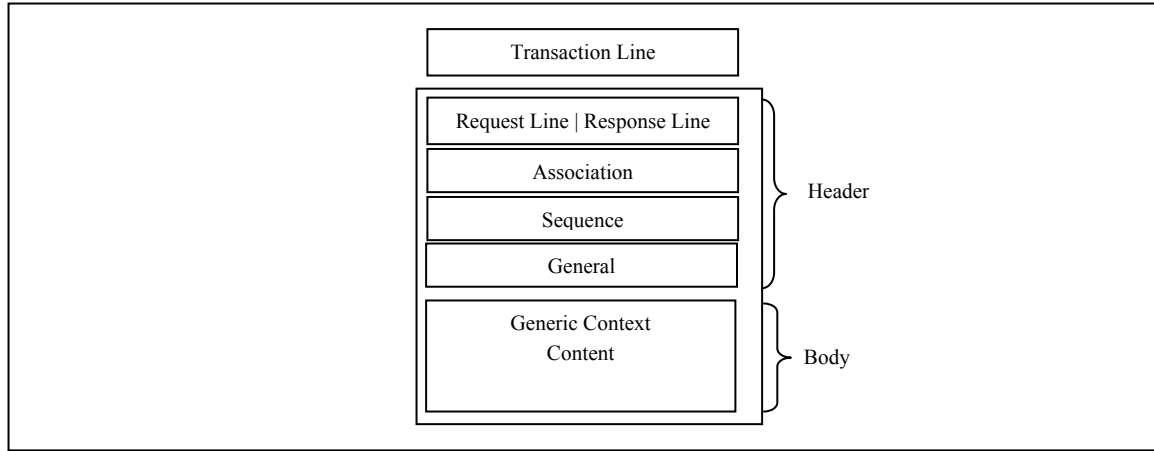 Transaction Line
Request Line | Response Line
Association
Sequence
General
Header
Generic Context
Content
Body